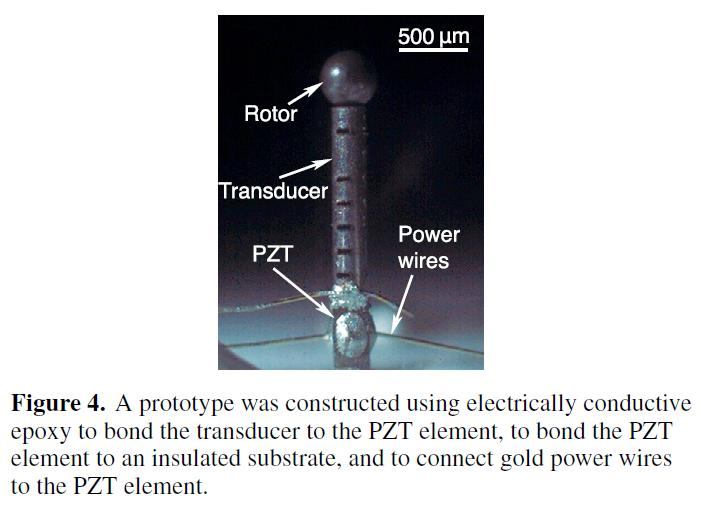 500 µm
Rotor
Transducer
PZT
Power
wires
Figure 4. A prototype was constructed using electrically conductive
epoxy to bond the transducer to the PZT element, to bond the PZT
element to an insulated substrate, and to connect gold power wires
to the PZT element.